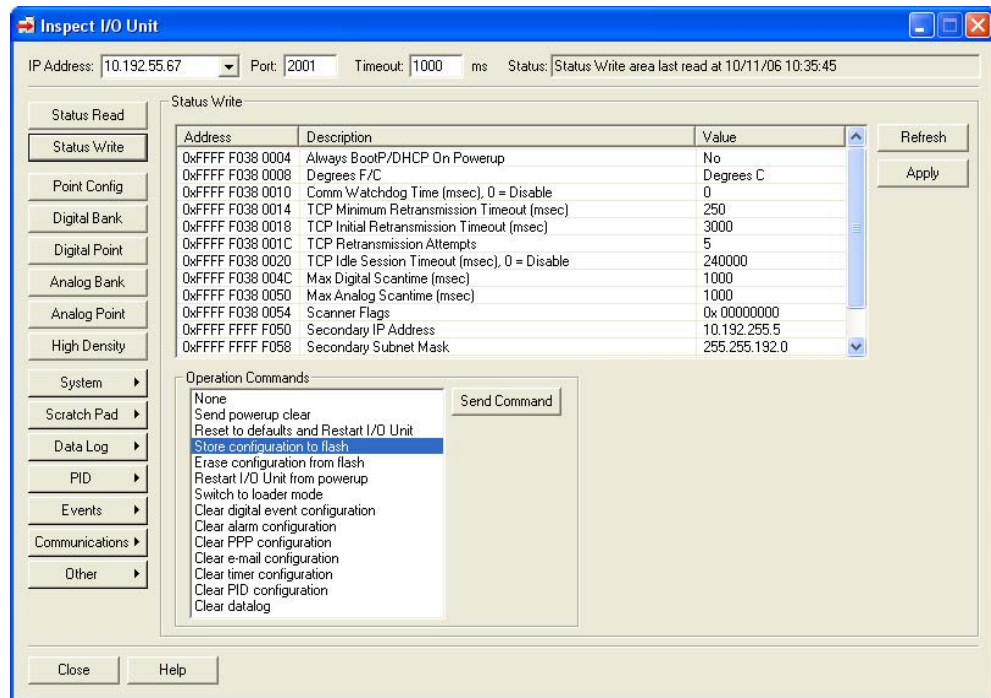 Inspect I/O Unit
IP Address: 10.192.55.67 Port: 2001 Timeout: 1000 ms Status: Status Write area last read at 10/11/06 10:35:45
Status Read
Status Write
Point Config
Digital Bank
Digital Point
Analog Bank
Analog Point
High Density
System
Scratch Pad
Data Log
PID
Events
Communications
Other
Status Write
Address Description Value
0xFFFF F038 0004 Always BootP/DHCP On Powerup No
0xFFFF F038 0008 Degrees F/C Degrees C
0xFFFF F038 0010 Comm Watchdog Time (msec), 0 = Disable 0
0xFFFF F038 0014 TCP Minimum Retransmission Timeout (msec) 250
0xFFFF F038 0018 TCP Initial Retransmission Timeout (msec) 3000
0xFFFF F038 001C TCP Retransmission Attempts 5
0xFFFF F038 0020 TCP Idle Session Timeout (msec), 0 = Disable 240000
0xFFFF F038 004C Max Digital Scantime (msec) 1000
0xFFFF F038 0050 Max Analog Scantime (msec) 1000
0xFFFF F038 0054 Scanner Flags 0x 00000000
0xFFFF FFFF F050 Secondary IP Address 10.192.255.5
0xFFFF FFFF F058 Secondary Subnet Mask 255.255.192.0
Refresh
Apply
Operation Commands
None
Send powerup clear
Reset to defaults and Restart I/O Unit
Store configuration to flash
Erase configuration from flash
Restart I/O Unit from powerup
Switch to loader mode
Clear digital event configuration
Clear alarm configuration
Clear PPP configuration
Clear e-mail configuration
Clear timer configuration
Clear PID configuration
Clear datalog
Send Command
Close Help